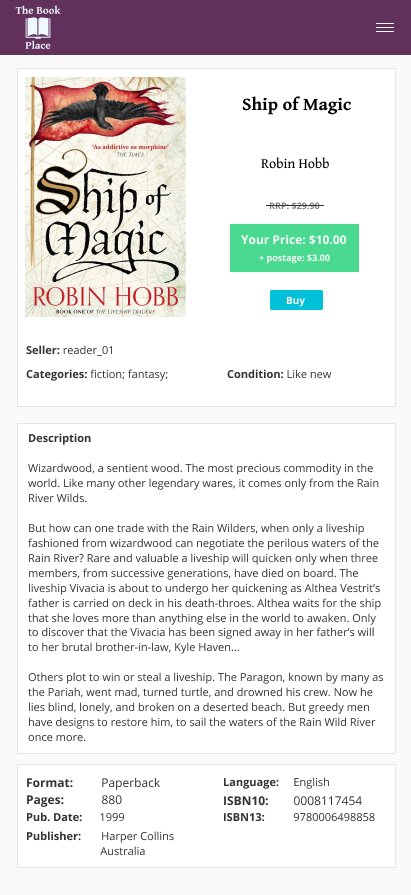 The Book
Place
"As addictive as morphine"
THE TIMES
Ship of
Magic
ROBIN HOBB
BOOK ONE OF THE LIVESHIP TRADERS
Ship of Magic
Robin Hobb
RRP: $29.90
Your Price: $10.00
+ postage: $3.00
Buy
Seller: reader_01
Categories: fiction; fantasy;
Condition: Like new
Description
Wizardwood, a sentient wood. The most precious commodity in the
world. Like many other legendary wares, it comes only from the Rain
River Wilds.
But how can one trade with the Rain Wilders, when only a liveship
fashioned from wizardwood can negotiate the perilous waters of the
Rain River? Rare and valuable a liveship will quicken only when three
members, from successive generations, have died on board. The
liveship Vivacia is about to undergo her quickening as Althea Vestrit's
father is carried on deck in his death-throes. Althea waits for the ship
that she loves more than anything else in the world to awaken. Only
to discover that the Vivacia has been signed away in her father's will
to her brutal brother-in-law, Kyle Haven...
Others plot to win or steal a liveship. The Paragon, known by many as
the Pariah, went mad, turned turtle, and drowned his crew. Now he
lies blind, lonely, and broken on a deserted beach. But greedy men
have designs to restore him, to sail the waters of the Rain Wild River
once more.
Format: Paperback
Pages: 880
Pub. Date: 1999
Publisher: Harper Collins
Australia
Language: English
ISBN10: 0008117454
ISBN13: 9780006498858